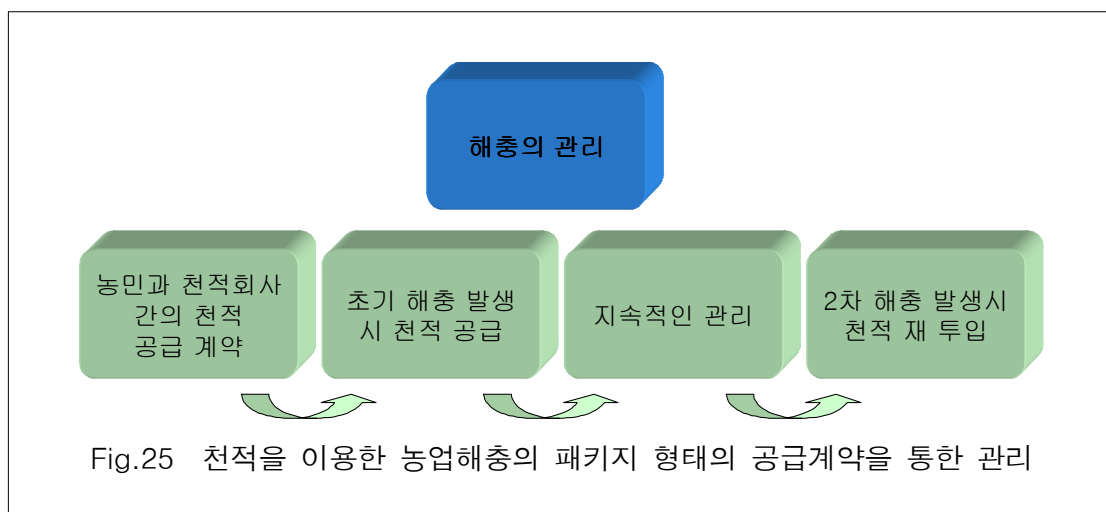 해충의 관리
농민과 천적회사
간의 천적
공급 계약
초기 해충 발생
시 천적 공급
지속적인 관리
2차 해충 발생시
천적 재 투입
Fig.25 천적을 이용한 농업해충의 패키지 형태의 공급계약을 통한 관리